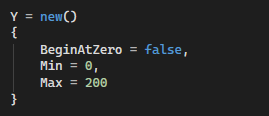 Y = new()
{
    BeginAtZero = false,
    Min = 0,
    Max = 200
}